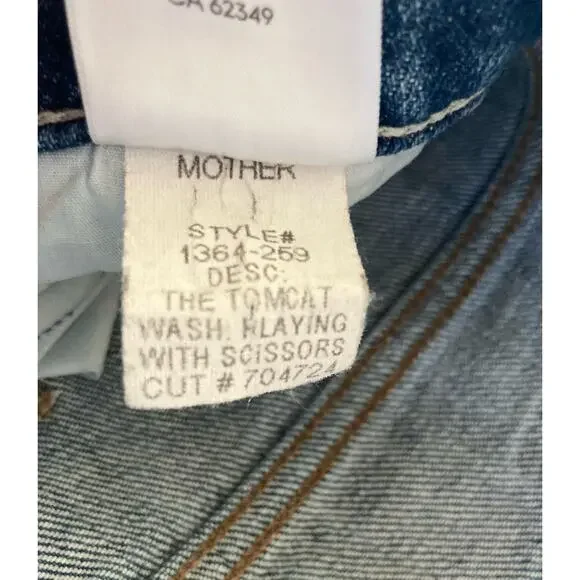 CA 62349
MOTHER
STYLE#
1364-259
DESC:
THE TOMCAT
WASH: PLAYING
WITH SCISSORS
CUT # 704724